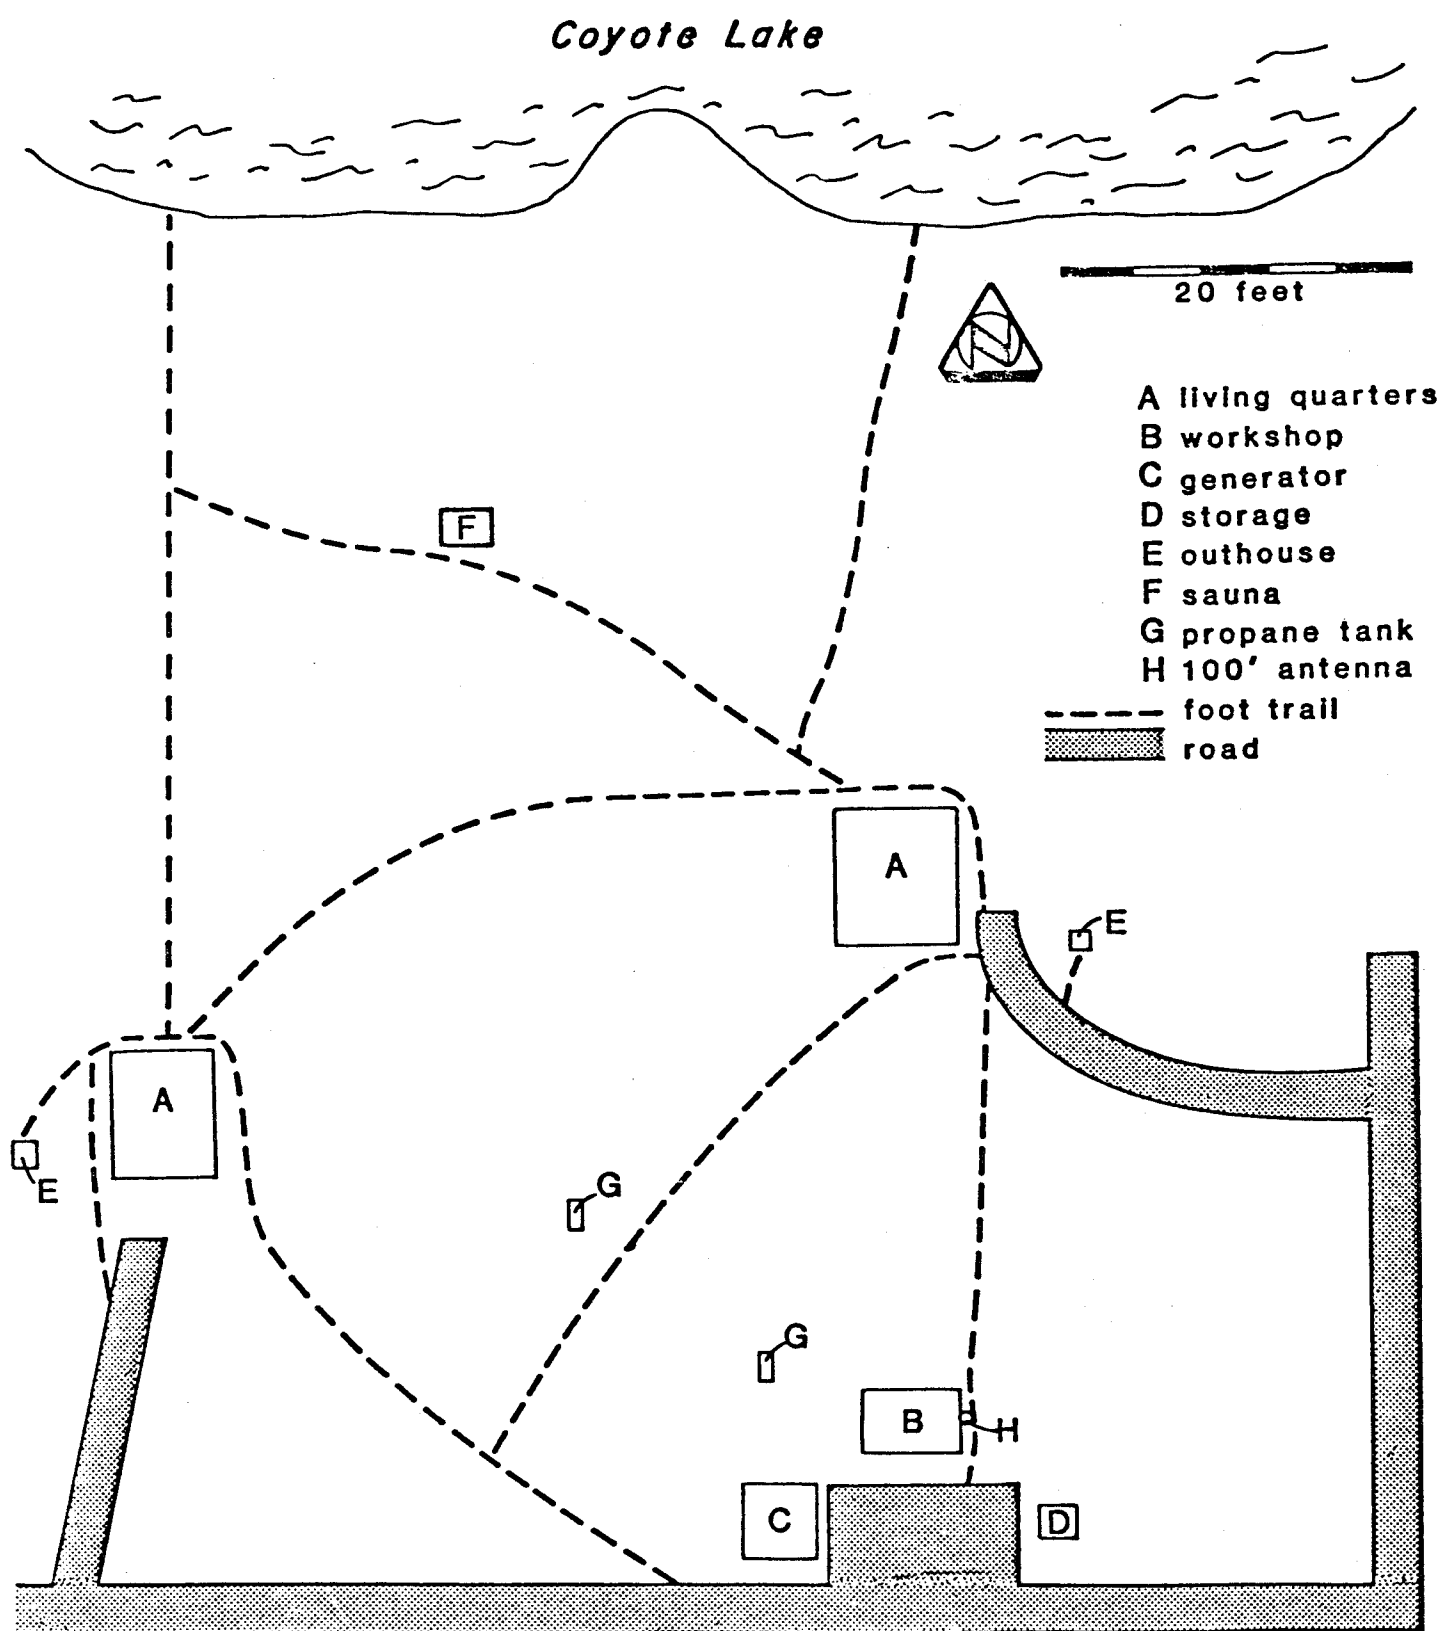 Coyote Lake
20 feet
N
A living quarters
B workshop
C generator
D storage
E outhouse
F sauna
G propane tank
H 100' antenna
foot trail
road
F
A
E
A
E
G
G
B
H
C
D